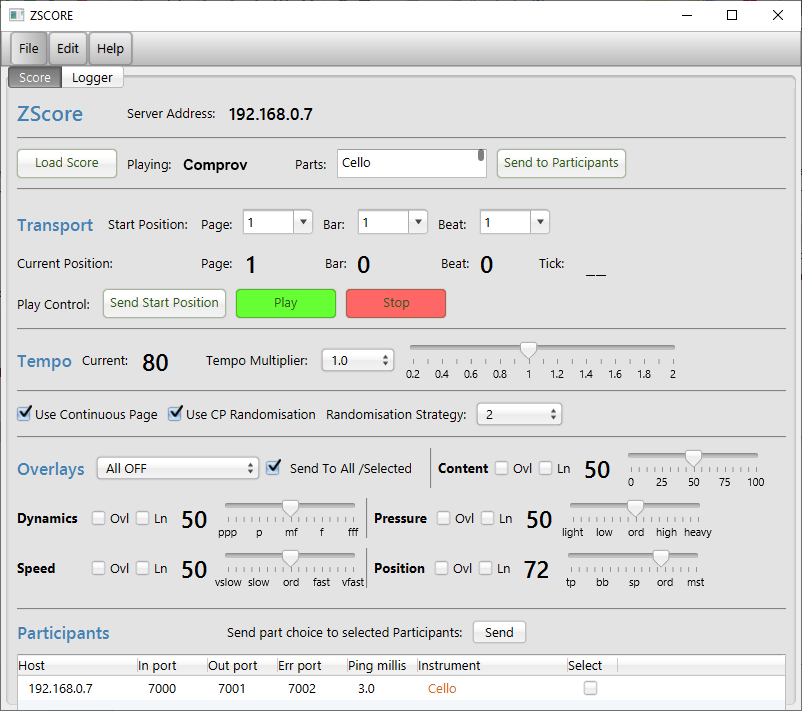 ZSCORE
File Edit Help
Score Logger
ZScore Server Address: 192.168.0.7
Load Score Playing: Comprov Parts: Cello Send to Participants
Transport Start Position: Page: 1 Bar: 1 Beat: 1
Current Position: Page: 1 Bar: 0 Beat: 0 Tick: __
Play Control: Send Start Position Play Stop
Tempo Current: 80 Tempo Multiplier: 1.0
0.2 0.4 0.6 0.8 1 1.2 1.4 1.6 1.8 2
Use Continuous Page Use CP Randomisation Randomisation Strategy: 2
Overlays All OFF Send To All /Selected Content Ovl Ln 50
0 25 50 75 100
Dynamics Ovl Ln 50 Pressure Ovl Ln 50
ppp p mf f fff light low ord high heavy
Speed Ovl Ln 50 Position Ovl Ln 72
vslow slow ord fast vfast tp bb sp ord mst
Participants Send part choice to selected Participants: Send
Host In port Out port Err port Ping millis Instrument Select
192.168.0.7 7000 7001 7002 3.0 Cello